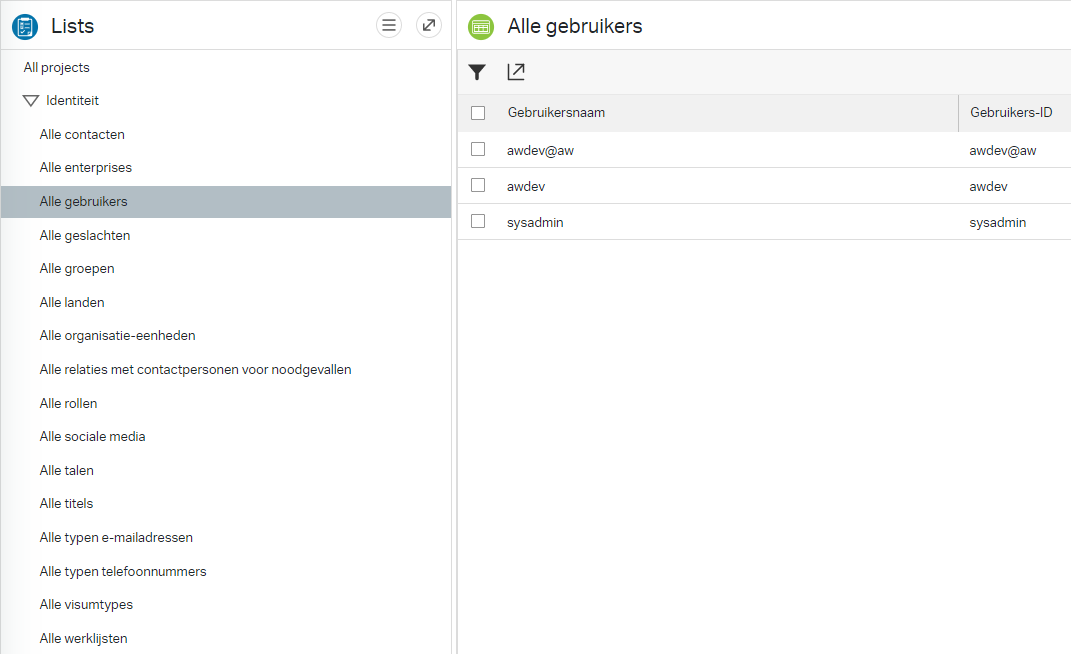 Lists
All projects
Identiteit
Alle contacten
Alle enterprises
Alle gebruikers
Alle geslachten
Alle groepen
Alle landen
Alle organisatie-eenheden
Alle relaties met contactpersonen voor noodgevallen
Alle rollen
Alle sociale media
Alle talen
Alle titels
Alle typen e-mailadressen
Alle typen telefoonnummers
Alle visumtypes
Alle werklijsten
Alle gebruikers
Gebruikersnaam Gebruikers-ID
awdev@aw awdev@aw
awdev awdev
sysadmin sysadmin